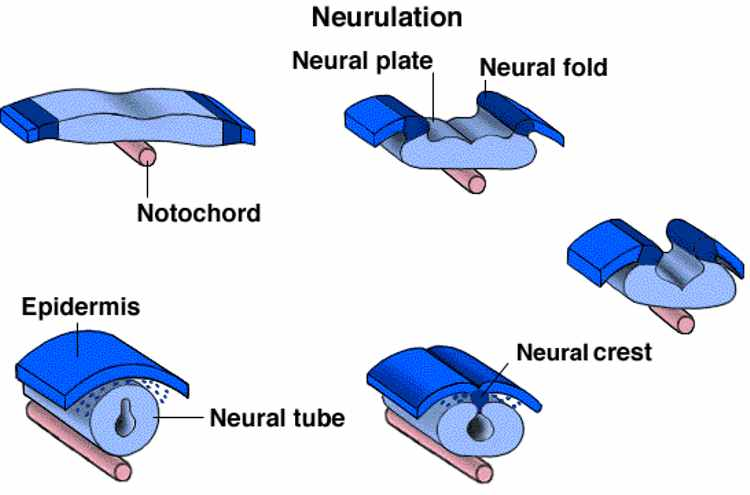 Neurulation
Neural plate
Neural fold
Notochord
Epidermis
Neural crest
Neural tube